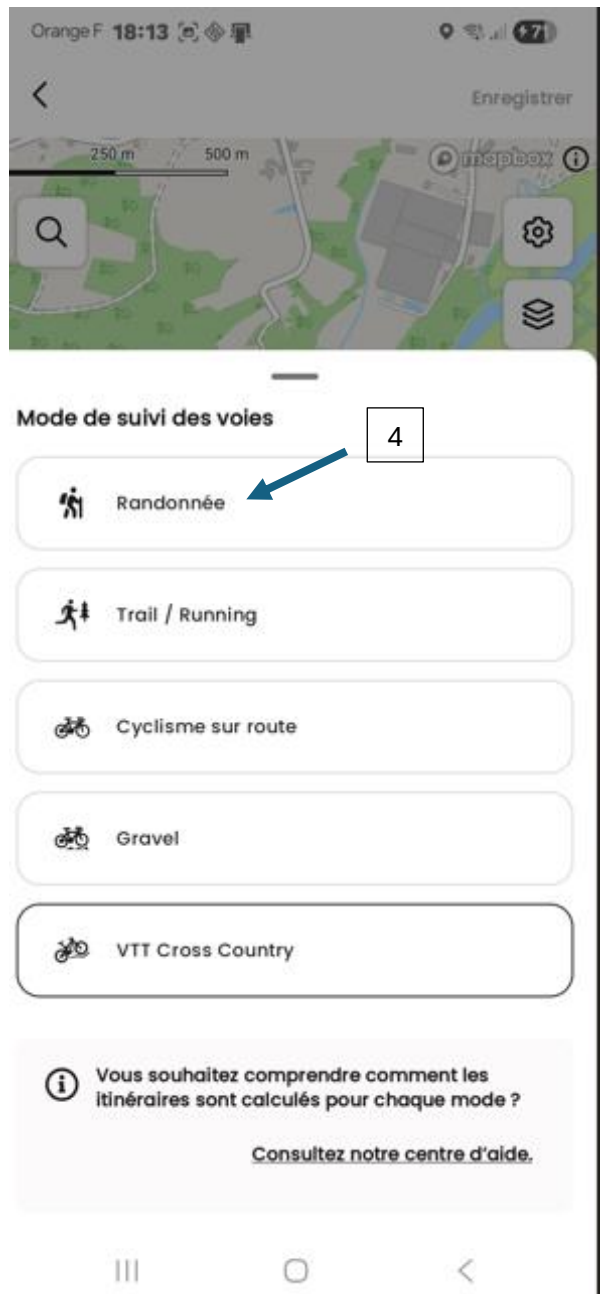 Orange F 18:13
71
Enregistrer
250 m 500 m
mapbox
Mode de suivi des voies
4
Randonnée
Trail / Running
Cyclisme sur route
Gravel
VTT Cross Country
Vous souhaitez comprendre comment les
itinéraires sont calculés pour chaque mode ?
Consultez notre centre d'aide.